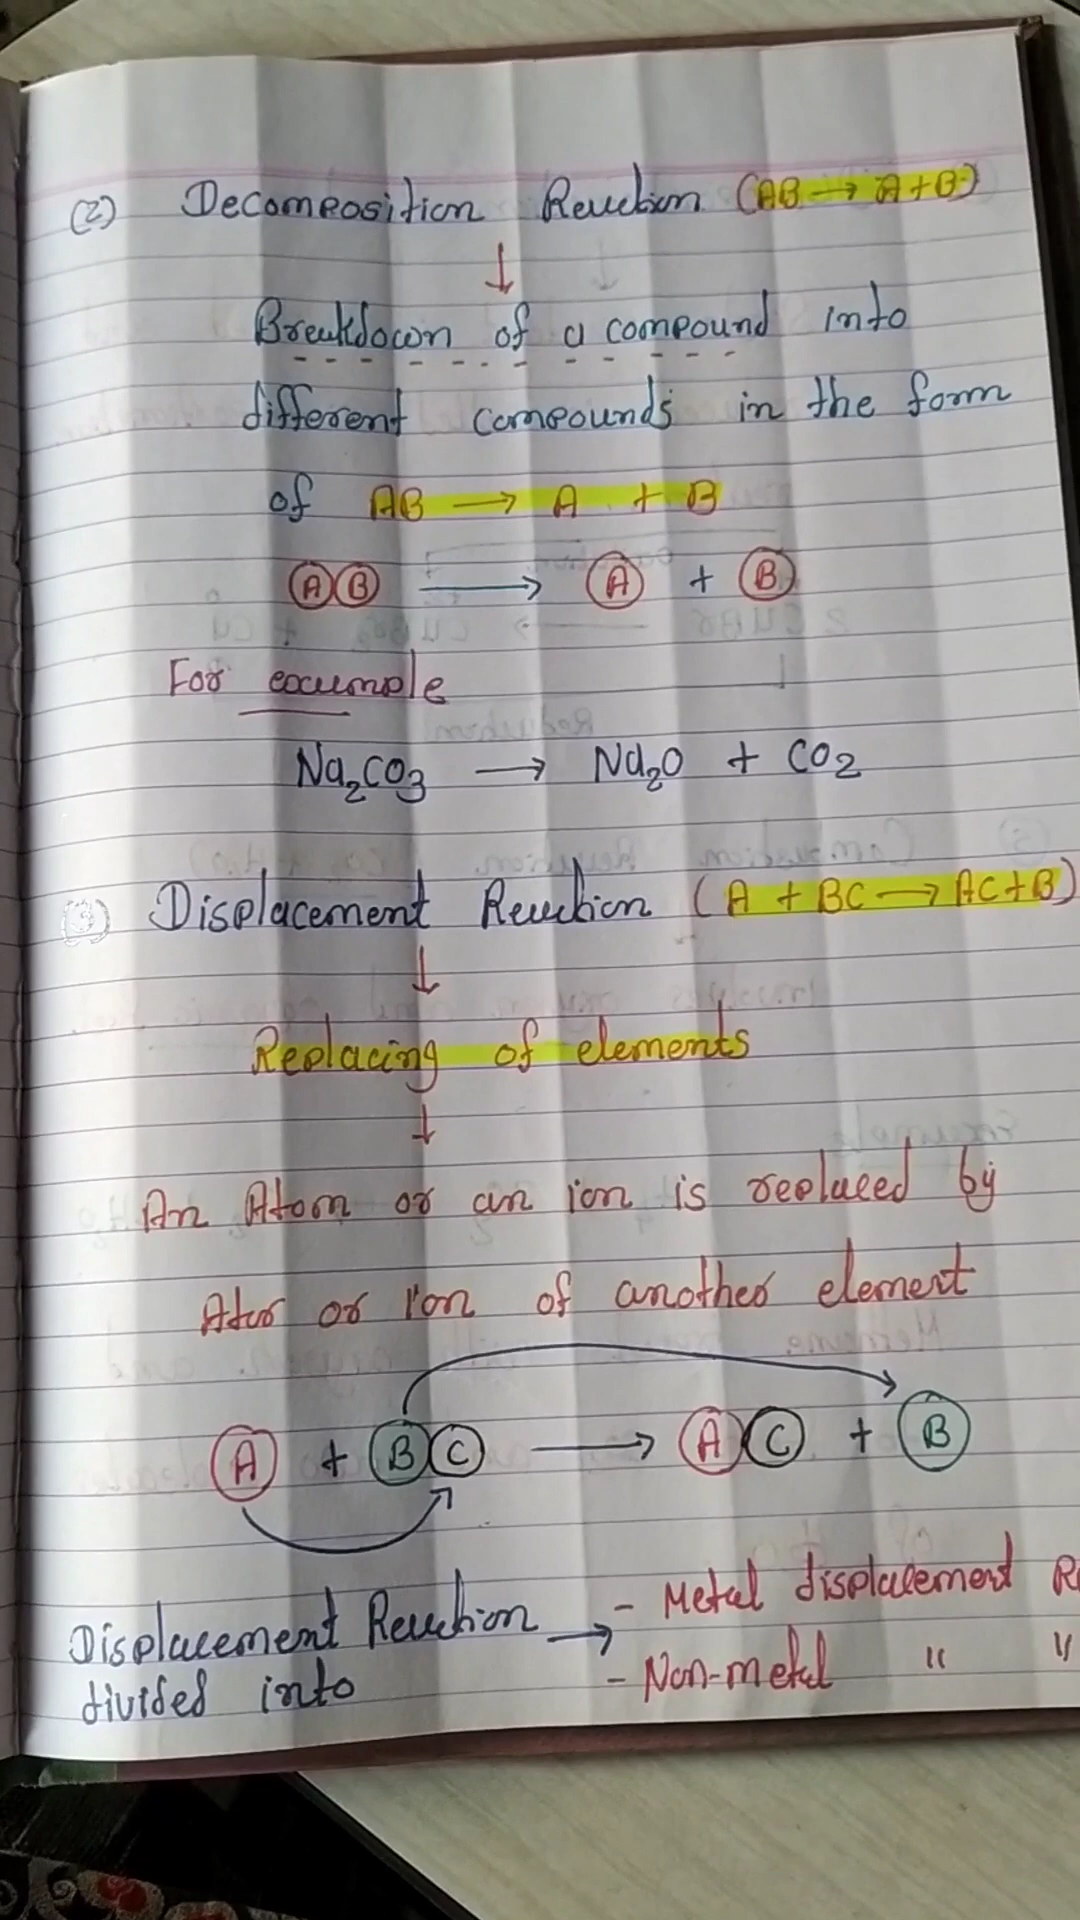 (2) Decomposition Reaction (AB → A + B)
↓
Breakdown of a compound into
different compounds in the form
of AB → A + B
A B → A + B
For example
Na₂CO₃ → Na₂O + CO₂
(3) Displacement Reaction (A + BC → AC + B)
↓
Replacing of elements
↓
An Atom or an ion is replaced by
Ator or ion of another element
A + B C → A C + B
Displacement Reaction → - Metal displacement
divided into - Non-metal " "